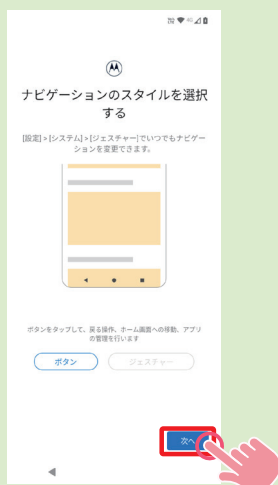 ナビゲーションのスタイルを選択
する
[設定] > [システム] > [ジェスチャー]でいつでもナビゲー
ションを変更できます。
ボタンをタップして、戻る操作、ホーム画面への移動、アプリ
の管理を行います
ボタン
ジェスチャー
次へ